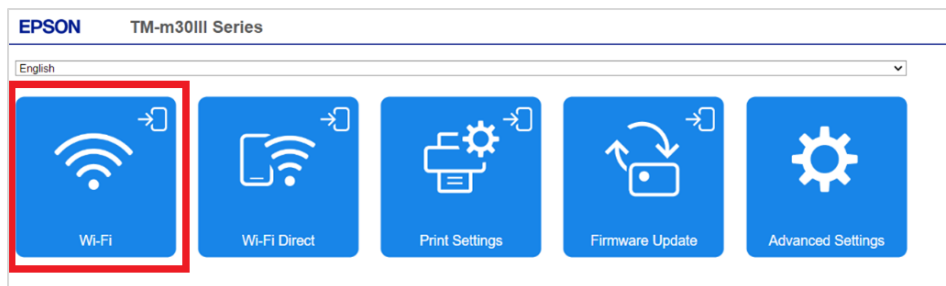 EPSON TM-m30III Series
English
Wi-Fi Wi-Fi Direct Print Settings Firmware Update Advanced Settings